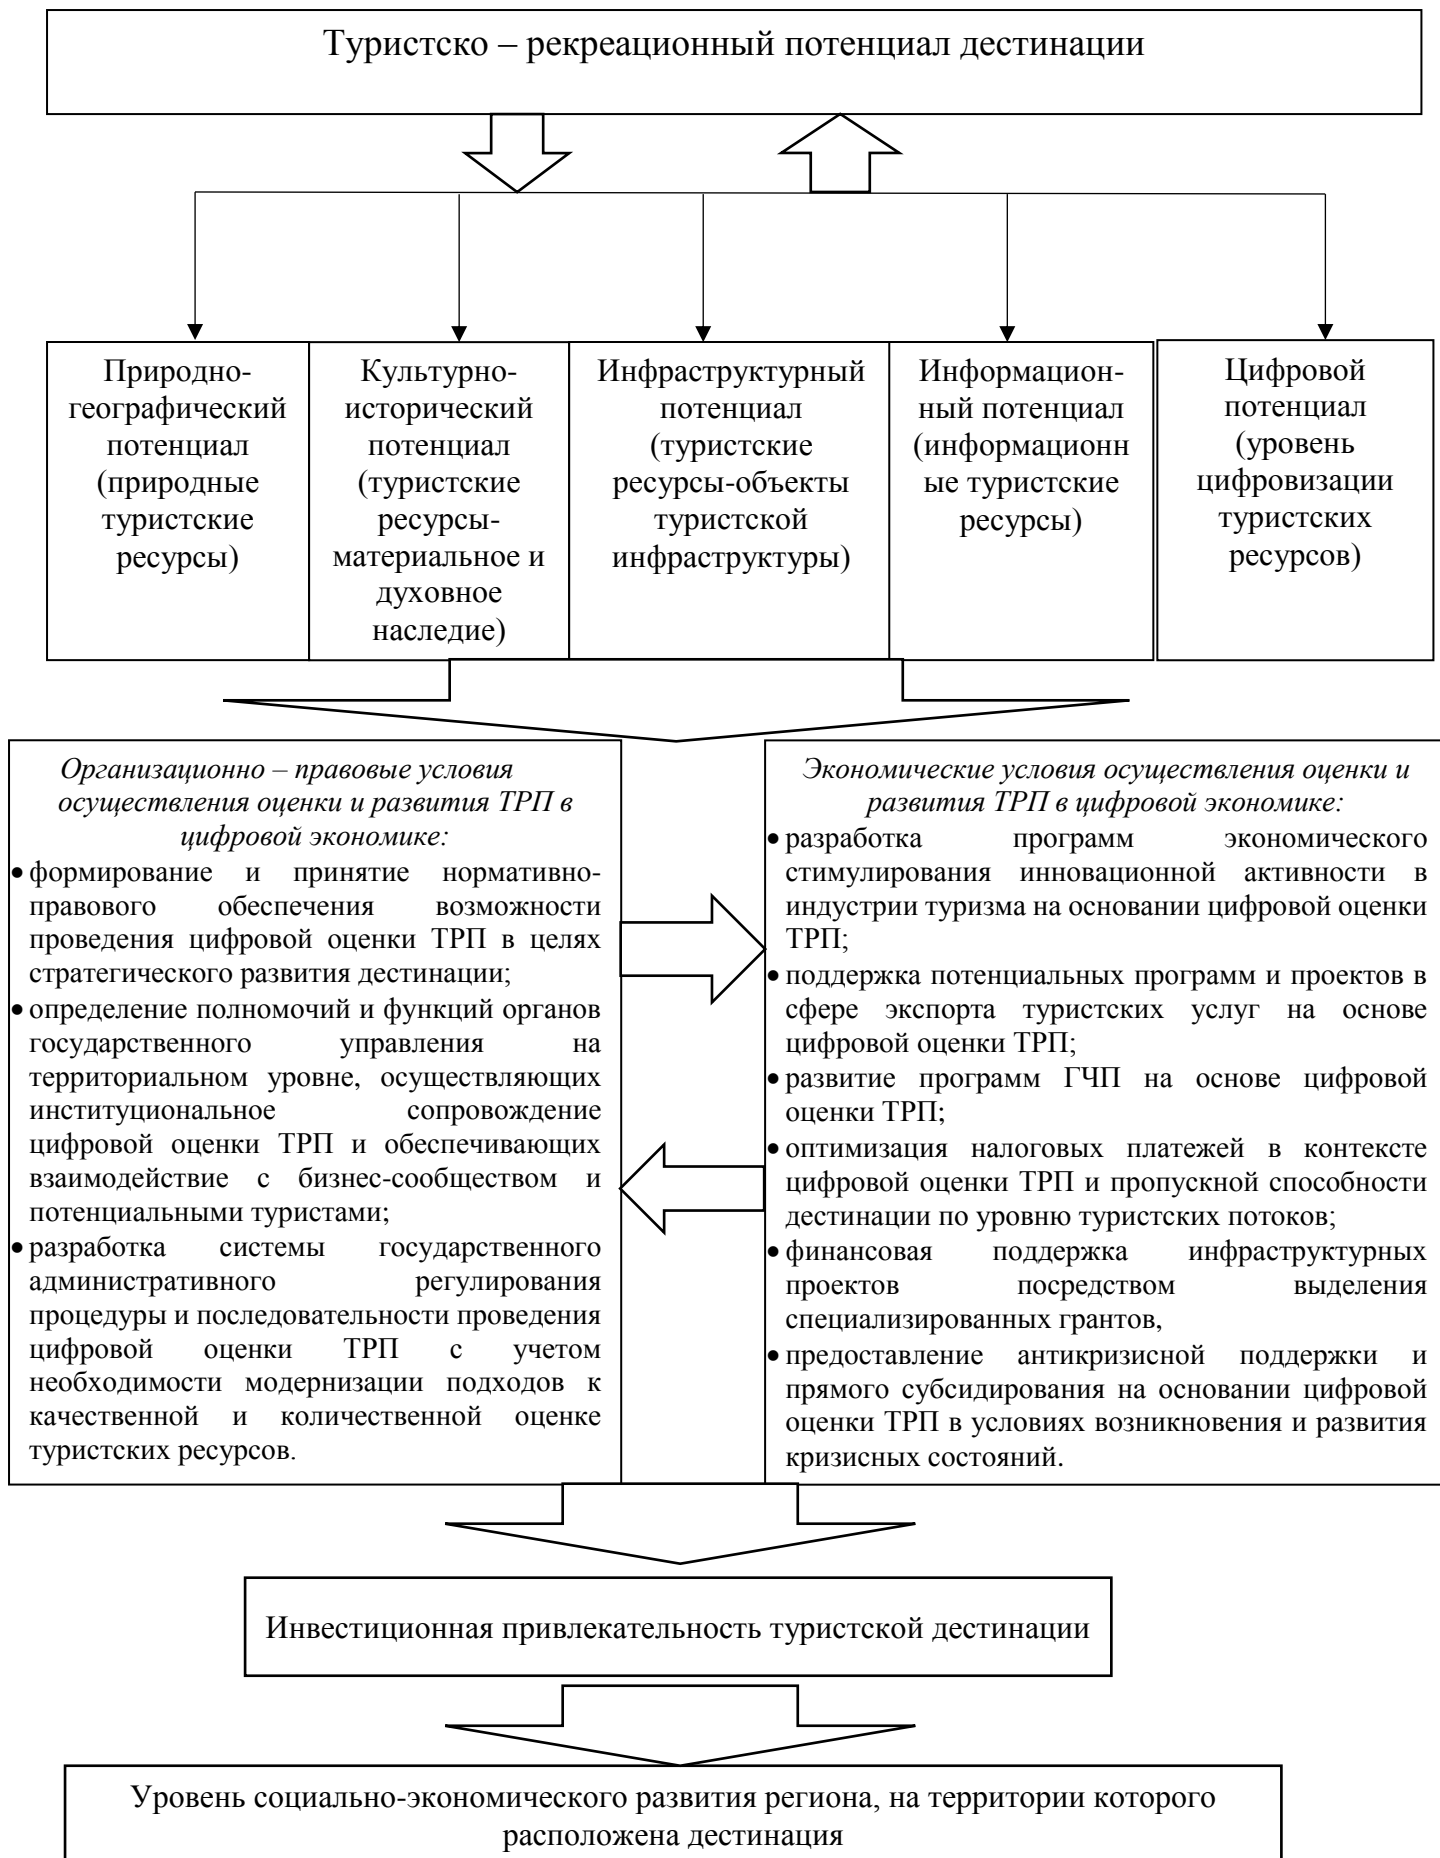 Туристско – рекреационный потенциал дестинации
Природно-
географический
потенциал
(природные
туристские
ресурсы)
Культурно-
исторический
потенциал
(туристские
ресурсы-
материальное и
духовное
наследие)
Инфраструктурный
потенциал
(туристские
ресурсы-объекты
туристской
инфраструктуры)
Информацион-
ный потенциал
(информационн
ые туристские
ресурсы)
Цифровой
потенциал
(уровень
цифровизации
туристских
ресурсов)
Организационно – правовые условия
осуществления оценки и развития ТРП в
цифровой экономике:
• формирование и принятие нормативно-
правового обеспечения возможности
проведения цифровой оценки ТРП в целях
стратегического развития дестинации;
• определение полномочий и функций органов
государственного управления на
территориальном уровне, осуществляющих
институциональное сопровождение
цифровой оценки ТРП и обеспечивающих
взаимодействие с бизнес-сообществом и
потенциальными туристами;
• разработка системы государственного
административного регулирования
процедуры и последовательности проведения
цифровой оценки ТРП с учетом
необходимости модернизации подходов к
качественной и количественной оценке
туристских ресурсов.
Экономические условия осуществления оценки и
развития ТРП в цифровой экономике:
• разработка программ экономического
стимулирования инновационной активности в
индустрии туризма на основании цифровой оценки
ТРП;
• поддержка потенциальных программ и проектов в
сфере экспорта туристских услуг на основе
цифровой оценки ТРП;
• развитие программ ГЧП на основе цифровой
оценки ТРП;
• оптимизация налоговых платежей в контексте
цифровой оценки ТРП и пропускной способности
дестинации по уровню туристских потоков;
• финансовая поддержка инфраструктурных
проектов посредством выделения
специализированных грантов,
• предоставление антикризисной поддержки и
прямого субсидирования на основании цифровой
оценки ТРП в условиях возникновения и развития
кризисных состояний.
Инвестиционная привлекательность туристской дестинации
Уровень социально-экономического развития региона, на территории которого
расположена дестинация